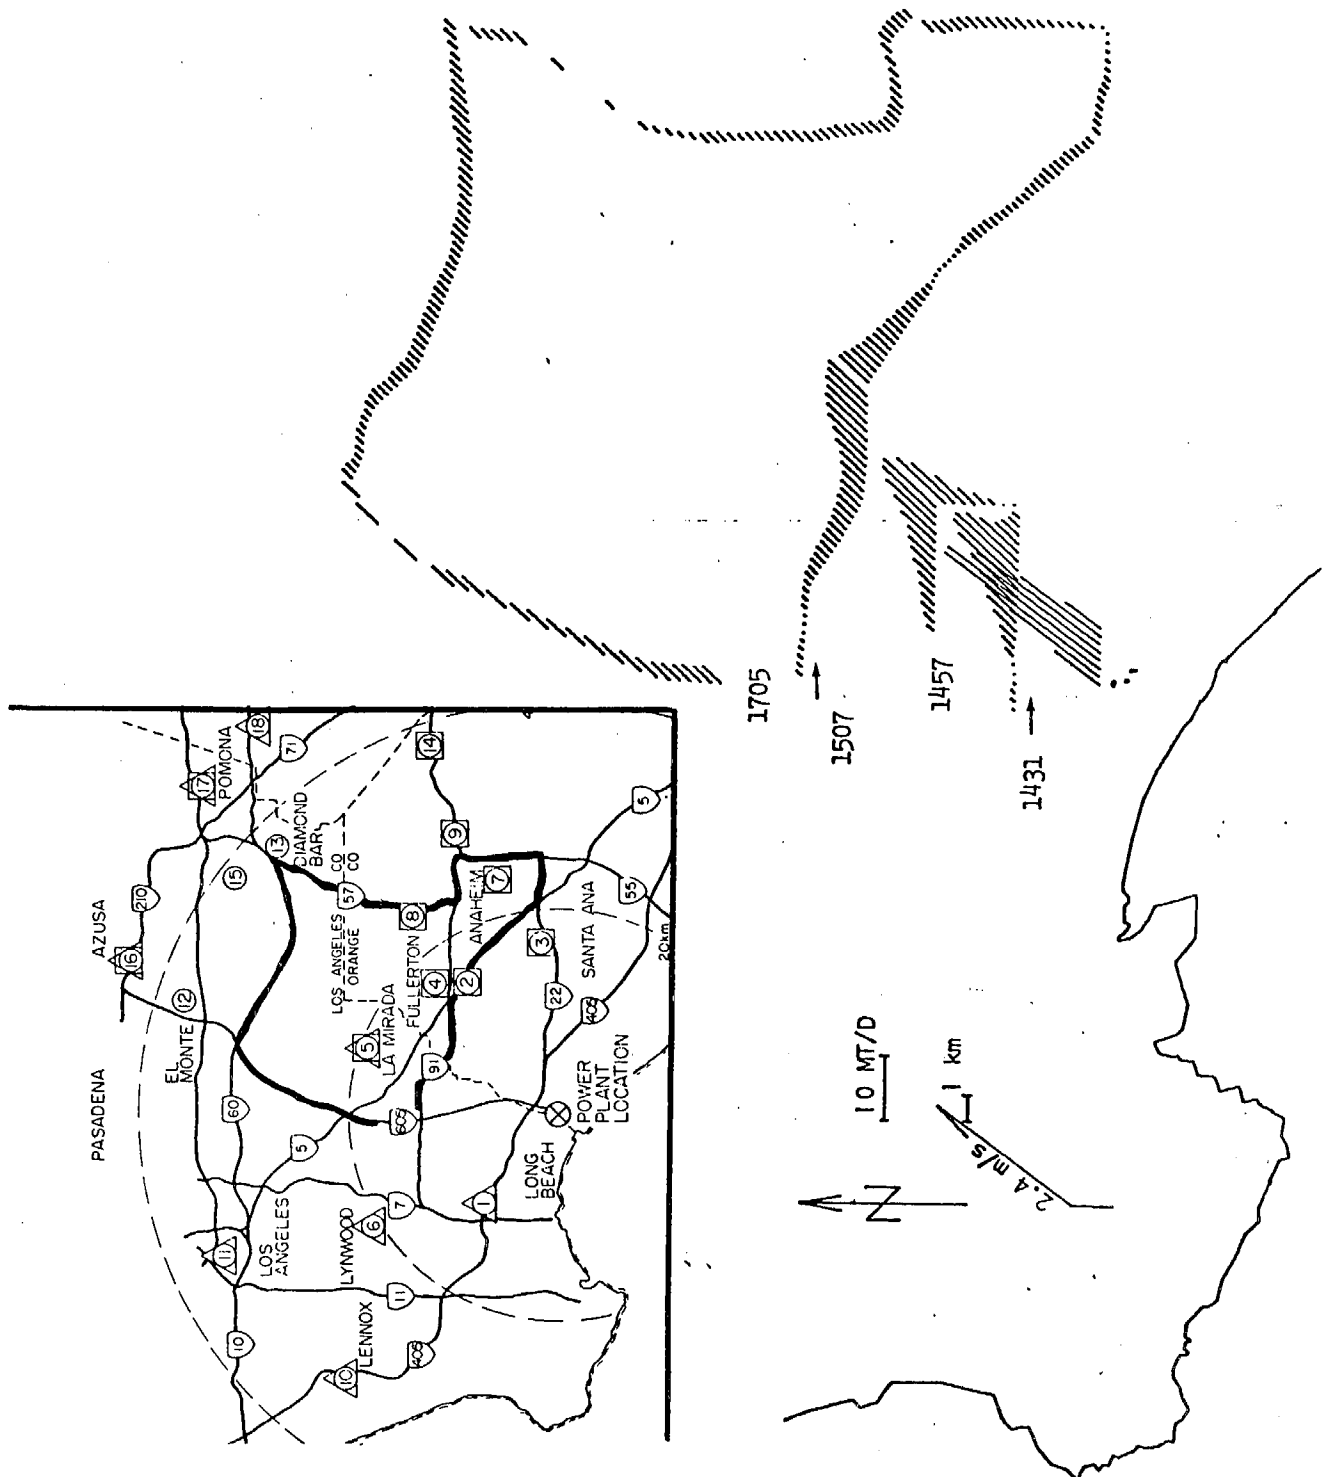 PASADENA
AZUSA
EL
MONTE
POMONA
DIAMOND
BAR
CO
CO
LOS ANGELES
ORANGE
LOS
ANGELES
LYNWOOD
LENNOX
LA MIRADA
FULLERTON
ANAHEIM
SANTA ANA
LONG
BEACH
POWER
PLANT
LOCATION
20km
1
2
3
4
5
6
7
8
9
10
11
12
13
14
15
16
17
18
210
60
10
5
57
71
91
605
7
11
405
22
405
55
5
1705
1507
1457
1431
10 MT/D
1 km
2.4 m/s
N